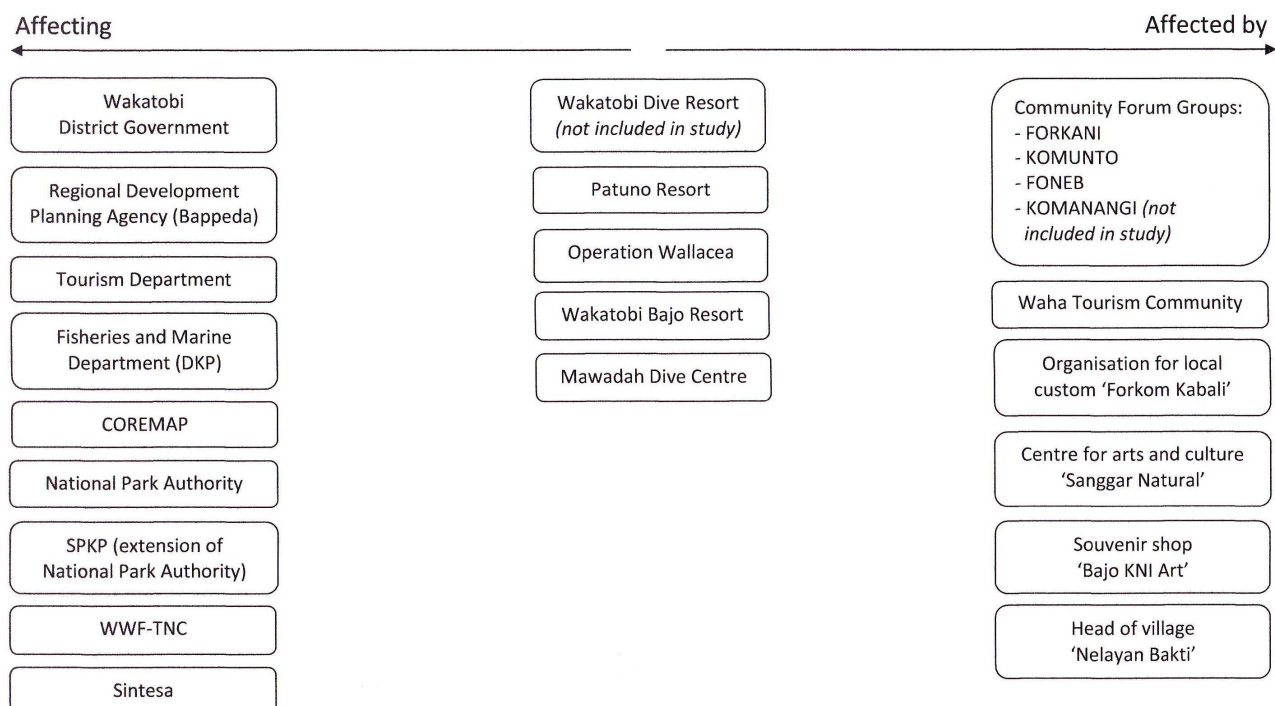 Affecting
Affected by
Wakatobi
District Government
Regional Development
Planning Agency (Bappeda)
Tourism Department
Fisheries and Marine
Department (DKP)
COREMAP
National Park Authority
SPKP (extension of
National Park Authority)
WWF-TNC
Sintesa
Wakatobi Dive Resort
(not included in study)
Patuno Resort
Operation Wallacea
Wakatobi Bajo Resort
Mawadah Dive Centre
Community Forum Groups:
- FORKANI
- KOMUNTO
- FONEB
- KOMANANGI (not
included in study)
Waha Tourism Community
Organisation for local
custom ‘Forkom Kabali’
Centre for arts and culture
‘Sanggar Natural’
Souvenir shop
‘Bajo KNI Art’
Head of village
‘Nelayan Bakti’